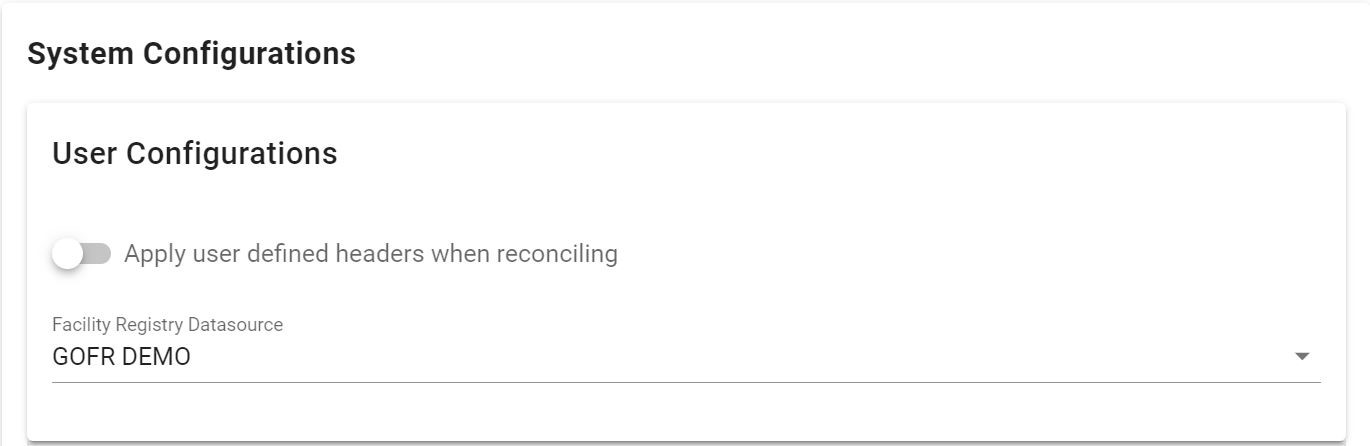 System Configurations
User Configurations
Apply user defined headers when reconciling
Facility Registry Datasource
GOFR DEMO